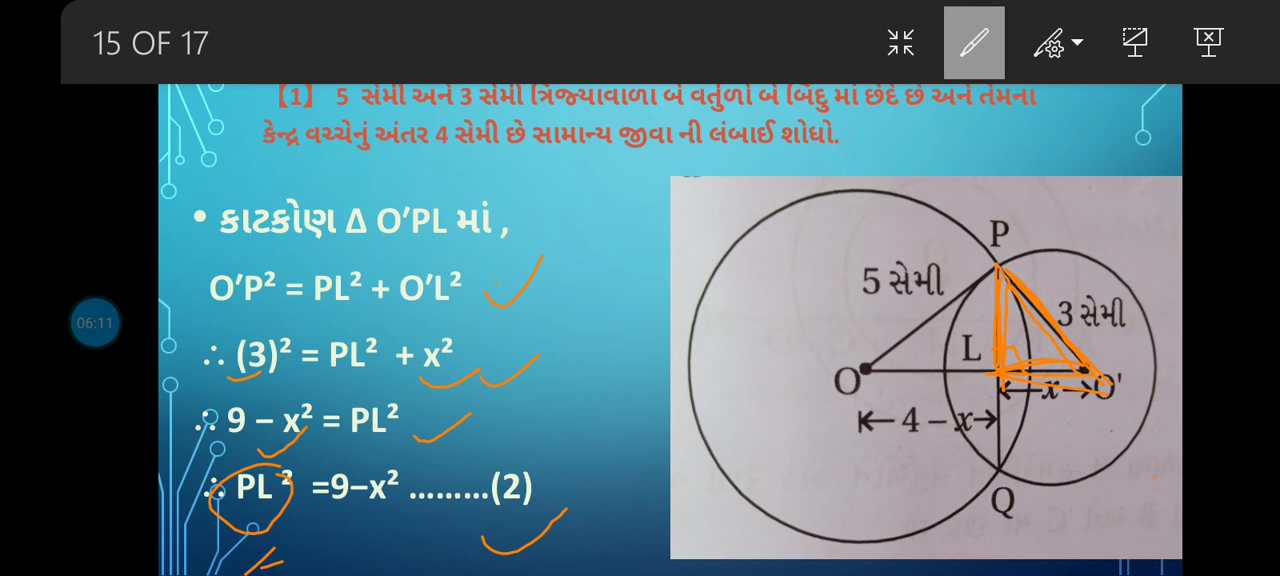 15 OF 17
【1】 5 સેમી અને 3 સેમી ત્રિજ્યાવાળા બે વર્તુળો બે બિંદુ માં છેદે છે અને તેમના
કેન્દ્ર વચ્ચેનું અંતર 4 સેમી છે સામાન્ય જીવા ની લંબાઈ શોધો.
• કાટકોણ Δ O′PL માં ,
O′P² = PL² + O′L²
∴ (3)² = PL² + x²
∴ 9 – x² = PL²
∴ PL² =9–x² .........(2)
06:11
P
5 સેમી
3 સેમી
L
O
O'
x
4 – x
Q